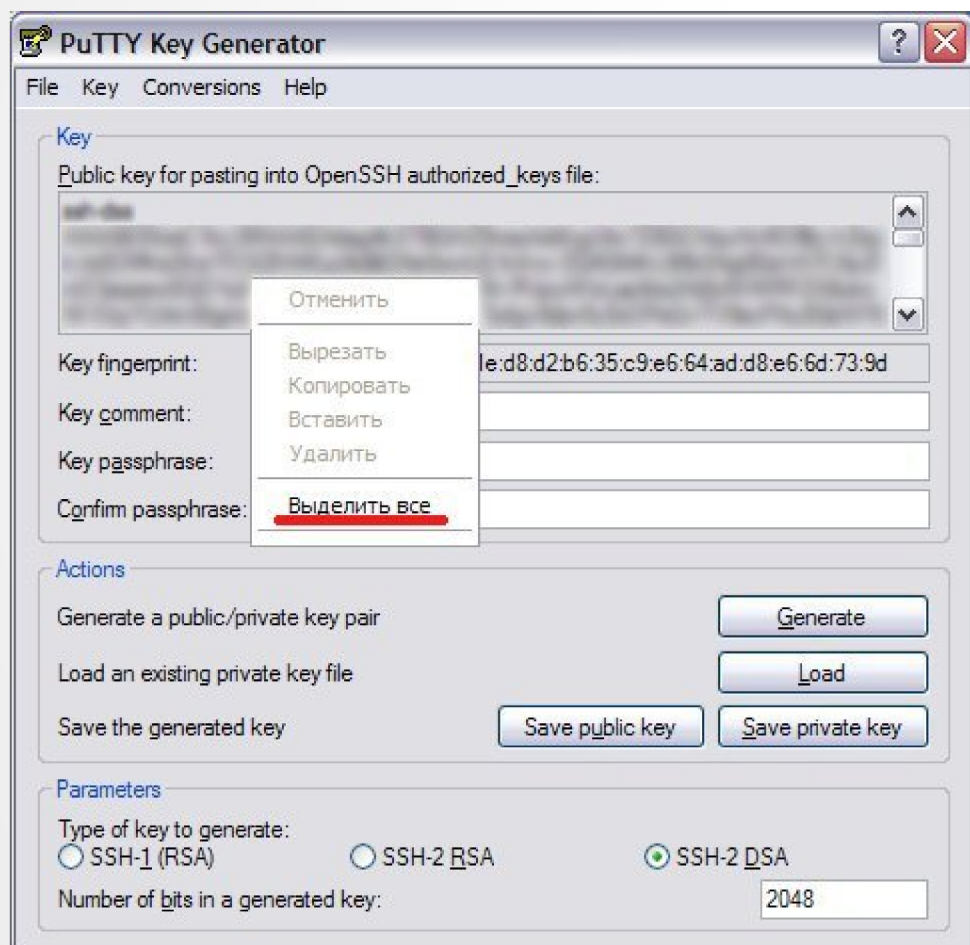 PuTTY Key Generator
File Key Conversions Help
Key
Public key for pasting into OpenSSH authorized_keys file:
ssh-dss
Отменить
Вырезать
Копировать
Вставить
Удалить
Выделить все
Key fingerprint: :d8:d2:b6:35:c9:e6:64:ad:d8:e6:6d:73:9d
Key comment:
Key passphrase:
Confirm passphrase:
Actions
Generate a public/private key pair Generate
Load an existing private key file Load
Save the generated key Save public key Save private key
Parameters
Type of key to generate:
SSH-1 (RSA) SSH-2 RSA SSH-2 DSA
Number of bits in a generated key: 2048